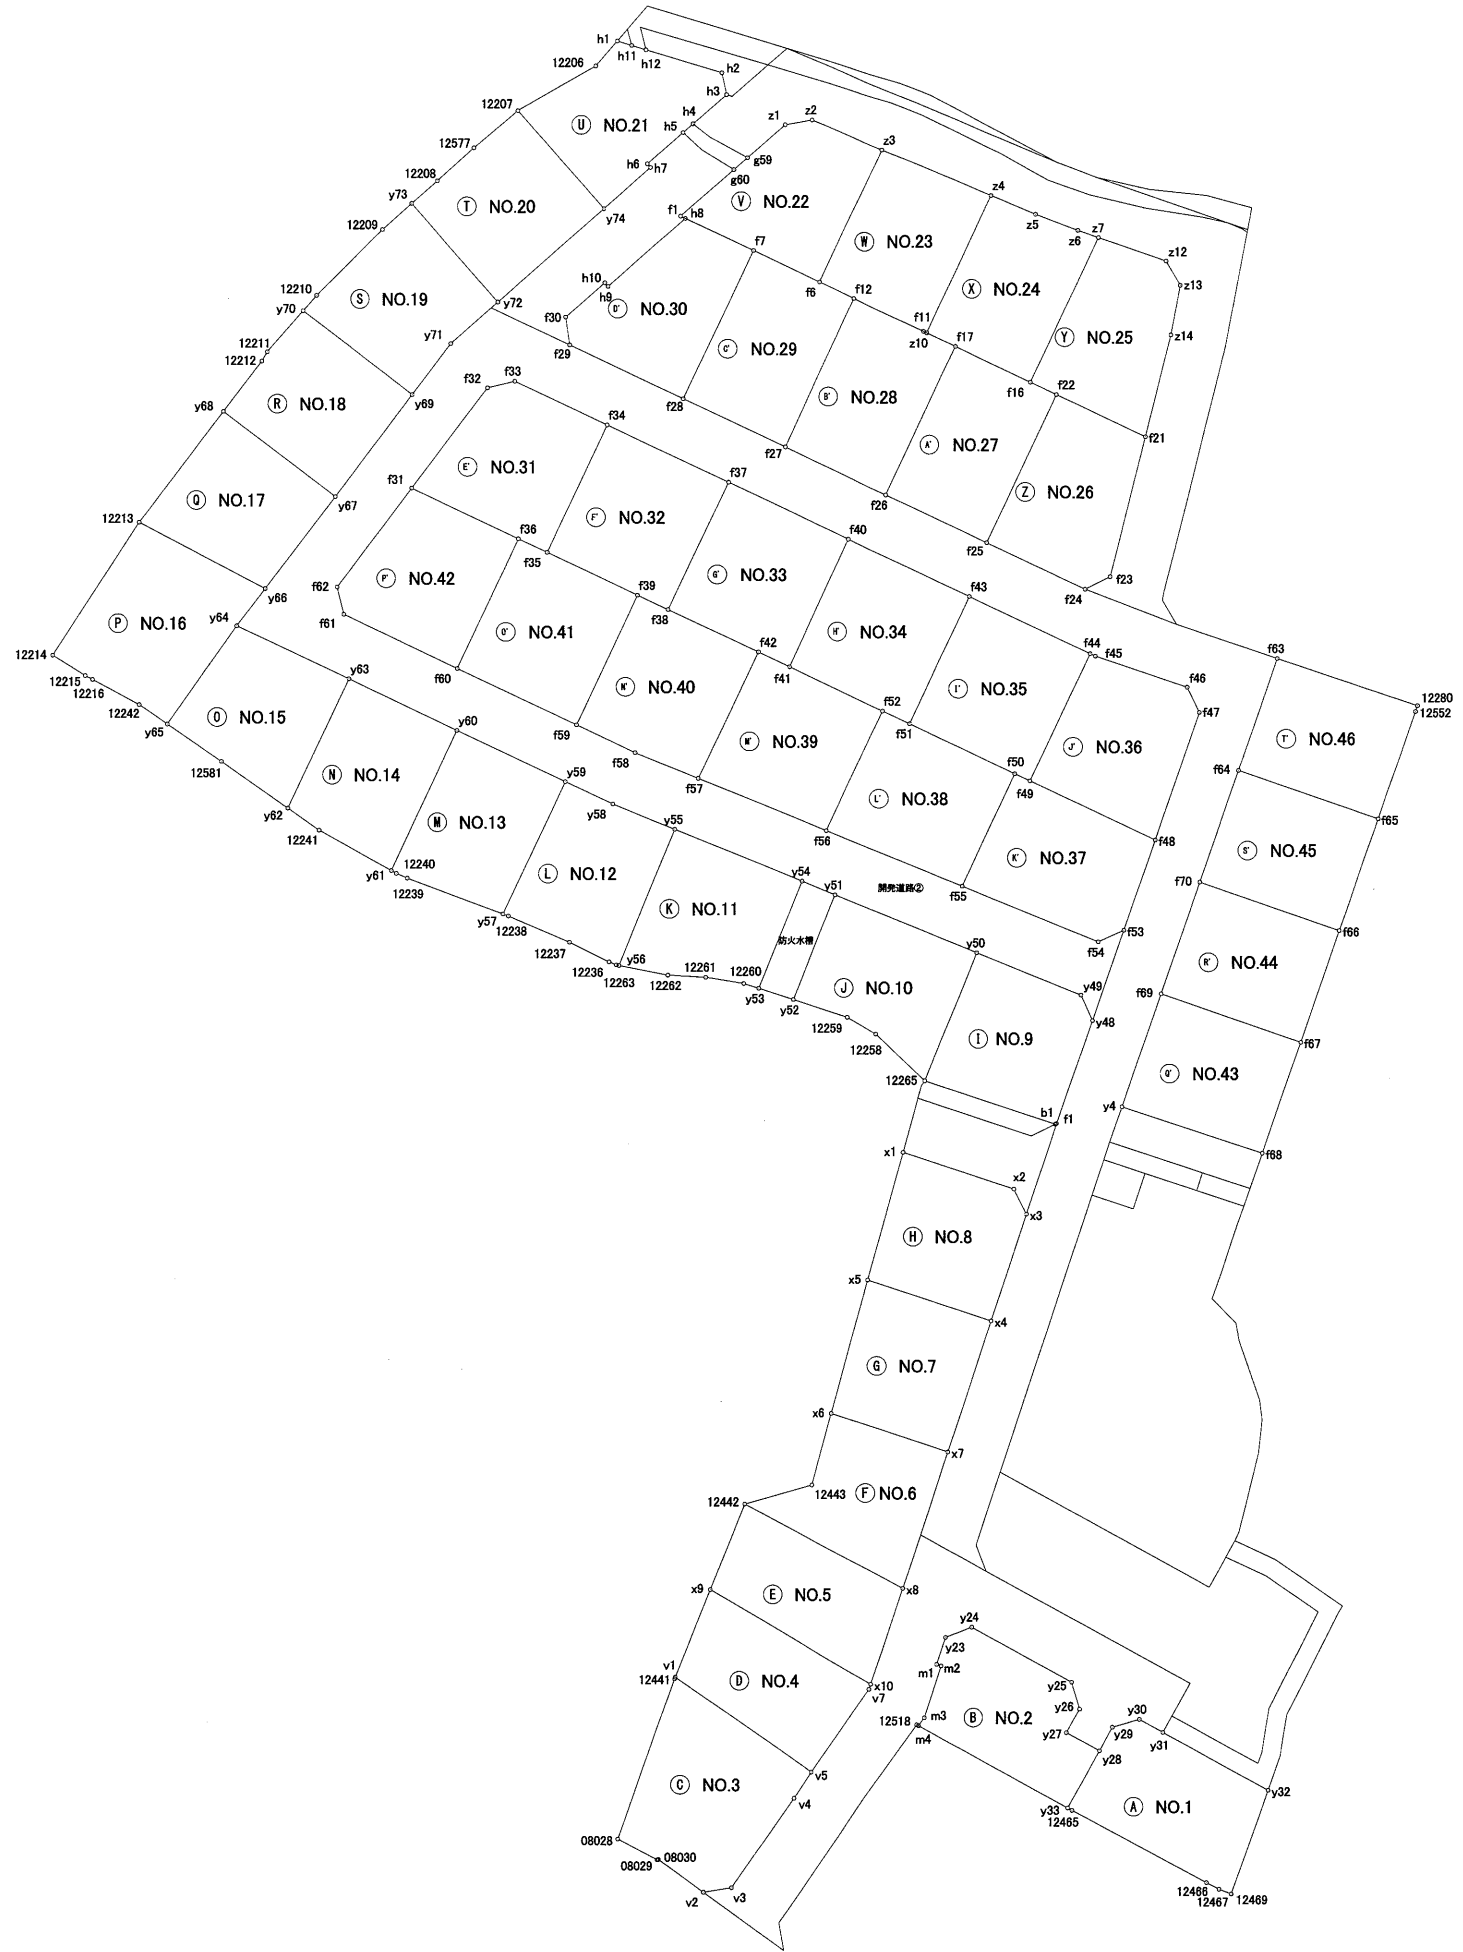 h1
h11
h12
12206
h2
h3
12207
h4
z1
z2
Ⓤ NO.21
h5
z3
12577
g59
h6
h7
g60
12208
z4
y73
Ⓣ NO.20
Ⓥ NO.22
y74
f1
h8
z5
z6
z7
12209
Ⓦ NO.23
f7
z12
h10
f6
z13
12210
Ⓢ NO.19
h9
f12
Ⓧ NO.24
y70
y72
D' NO.30
f30
f11
z10
f17
z14
Ⓨ NO.25
y71
f29
C' NO.29
12211
12212
f16
f22
f32
f33
B' NO.28
y68
Ⓡ NO.18
y69
f28
f34
f21
f27
A' NO.27
E' NO.31
f31
f37
Ⓩ NO.26
y67
f26
Ⓠ NO.17
12213
F' NO.32
f36
f40
f25
f35
G' NO.33
P' NO.42
f23
f24
f62
y66
f39
f43
f38
y64
f61
Ⓟ NO.16
O' NO.41
f42
H' NO.34
f44
f45
f63
12214
12215
12216
y63
f60
f41
N' NO.40
I' NO.35
f46
f47
12280
12552
12242
y65
Ⓞ NO.15
y60
f59
f52
f51
M' NO.39
J' NO.36
T' NO.46
12581
Ⓝ NO.14
y59
f58
f57
f50
f49
f64
y62
y58
L' NO.38
f65
12241
Ⓜ NO.13
y55
f56
f48
K' NO.37
S' NO.45
12240
y61
12239
Ⓛ NO.12
y54
y51
開発道路②
f55
f70
y57
12238
Ⓚ NO.11
防火水槽
f53
f54
f66
12237
12236
y56
12263
12262
12261
12260
y53
y52
y50
Ⓙ NO.10
R' NO.44
12259
y49
f69
y48
12258
Ⓘ NO.9
f67
12265
Q' NO.43
b1
f1
y4
x1
f68
x2
x3
Ⓗ NO.8
x5
x4
Ⓖ NO.7
x6
x7
12443
Ⓕ NO.6
12442
x9
Ⓔ NO.5
x8
y24
y23
v1
12441
m1
m2
Ⓓ NO.4
x10
v7
y25
y26
m3
12518
m4
Ⓑ NO.2
y30
y29
y27
y31
y28
v5
Ⓒ NO.3
v4
y32
y33
12465
Ⓐ NO.1
08028
08029
08030
v3
v2
12466
12467
12469